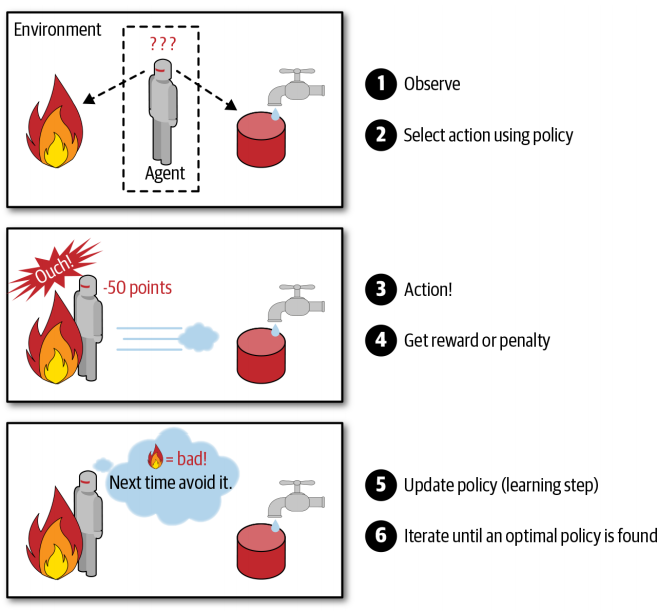 Environment
???
Agent
1 Observe
2 Select action using policy
Ouch!
-50 points
3 Action!
4 Get reward or penalty
= bad!
Next time avoid it.
5 Update policy (learning step)
6 Iterate until an optimal policy is found